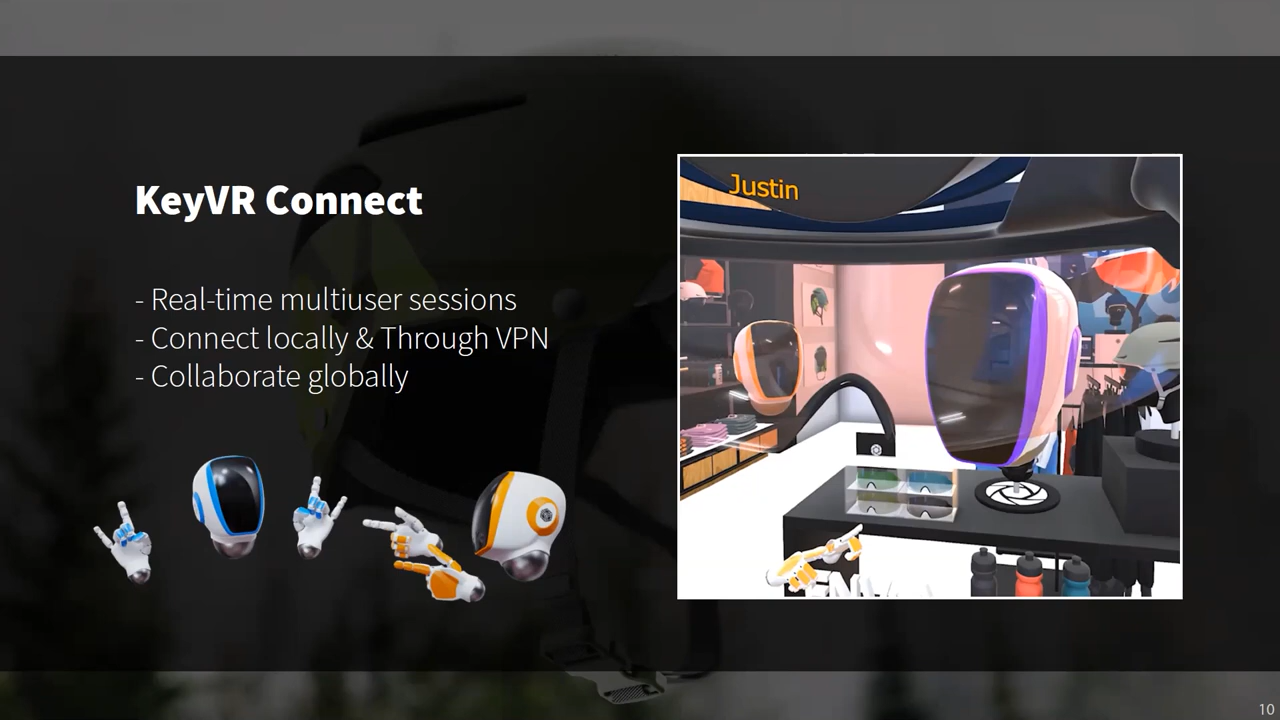 KeyVR Connect
- Real-time multiuser sessions
- Connect locally & Through VPN
- Collaborate globally
Justin
10